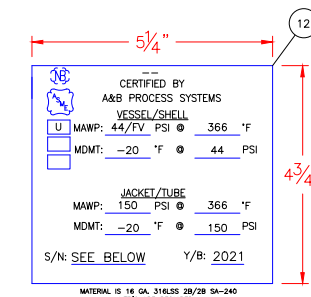 5¼"
12
NB
--
CERTIFIED BY
ASME
A&B PROCESS SYSTEMS
VESSEL/SHELL
U MAWP: 44/FV PSI @ 366 °F
MDMT: -20 °F @ 44 PSI
4¾
JACKET/TUBE
MAWP: 150 PSI @ 366 °F
MDMT: -20 °F @ 150 PSI
S/N: SEE BELOW Y/B: 2021
MATERIAL IS 16 GA. 316LSS 2B/2B SA-240